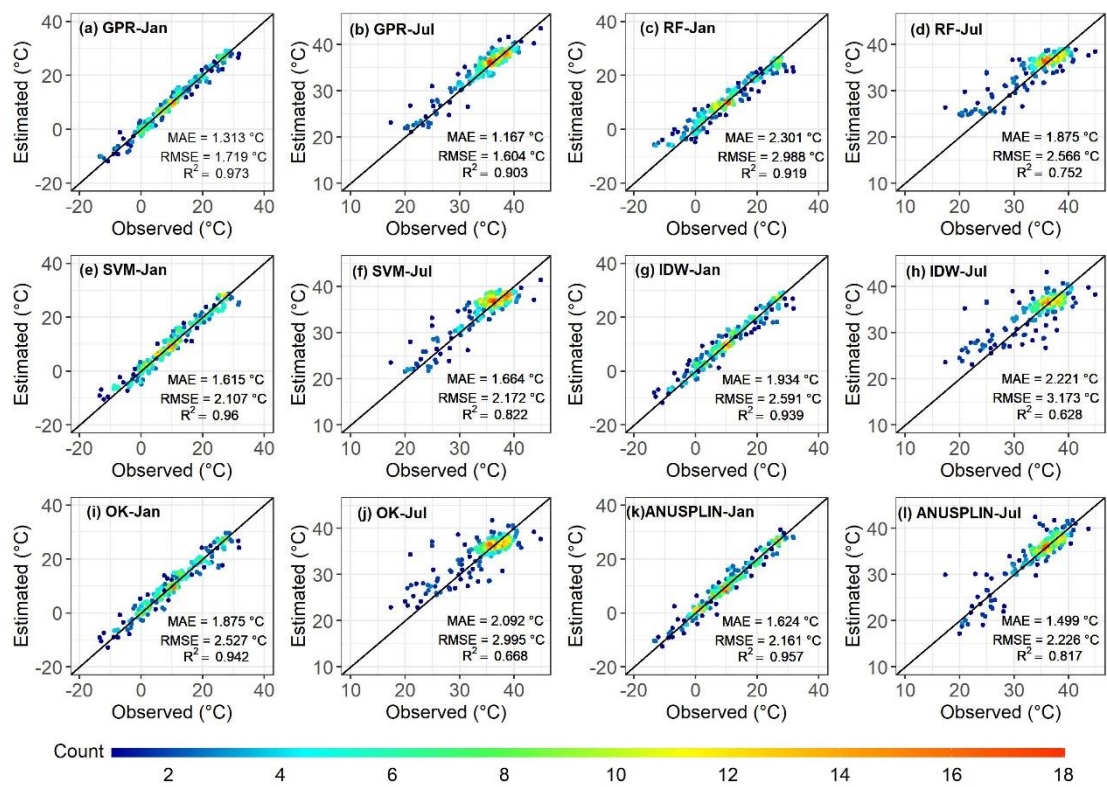 (a) GPR-Jan
40
20
0
-20
-20 0 20 40
Estimated (°C)
Observed (°C)
MAE = 1.313 °C
RMSE = 1.719 °C
R² = 0.973
(b) GPR-Jul
40
30
20
10
10 20 30 40
Estimated (°C)
Observed (°C)
MAE = 1.167 °C
RMSE = 1.604 °C
R² = 0.903
(c) RF-Jan
40
20
0
-20
-20 0 20 40
Estimated (°C)
Observed (°C)
MAE = 2.301 °C
RMSE = 2.988 °C
R² = 0.919
(d) RF-Jul
40
30
20
10
10 20 30 40
Estimated (°C)
Observed (°C)
MAE = 1.875 °C
RMSE = 2.566 °C
R² = 0.752
(e) SVM-Jan
40
20
0
-20
-20 0 20 40
Estimated (°C)
Observed (°C)
MAE = 1.615 °C
RMSE = 2.107 °C
R² = 0.96
(f) SVM-Jul
40
30
20
10
10 20 30 40
Estimated (°C)
Observed (°C)
MAE = 1.664 °C
RMSE = 2.172 °C
R² = 0.822
(g) IDW-Jan
40
20
0
-20
-20 0 20 40
Estimated (°C)
Observed (°C)
MAE = 1.934 °C
RMSE = 2.591 °C
R² = 0.939
(h) IDW-Jul
40
30
20
10
10 20 30 40
Estimated (°C)
Observed (°C)
MAE = 2.221 °C
RMSE = 3.173 °C
R² = 0.628
(i) OK-Jan
40
20
0
-20
-20 0 20 40
Estimated (°C)
Observed (°C)
MAE = 1.875 °C
RMSE = 2.527 °C
R² = 0.942
(j) OK-Jul
40
30
20
10
10 20 30 40
Estimated (°C)
Observed (°C)
MAE = 2.092 °C
RMSE = 2.995 °C
R² = 0.668
(k)ANUSPLIN-Jan
40
20
0
-20
-20 0 20 40
Estimated (°C)
Observed (°C)
MAE = 1.624 °C
RMSE = 2.161 °C
R² = 0.957
(l) ANUSPLIN-Jul
40
30
20
10
10 20 30 40
Estimated (°C)
Observed (°C)
MAE = 1.499 °C
RMSE = 2.226 °C
R² = 0.817
Count
2 4 6 8 10 12 14 16 18